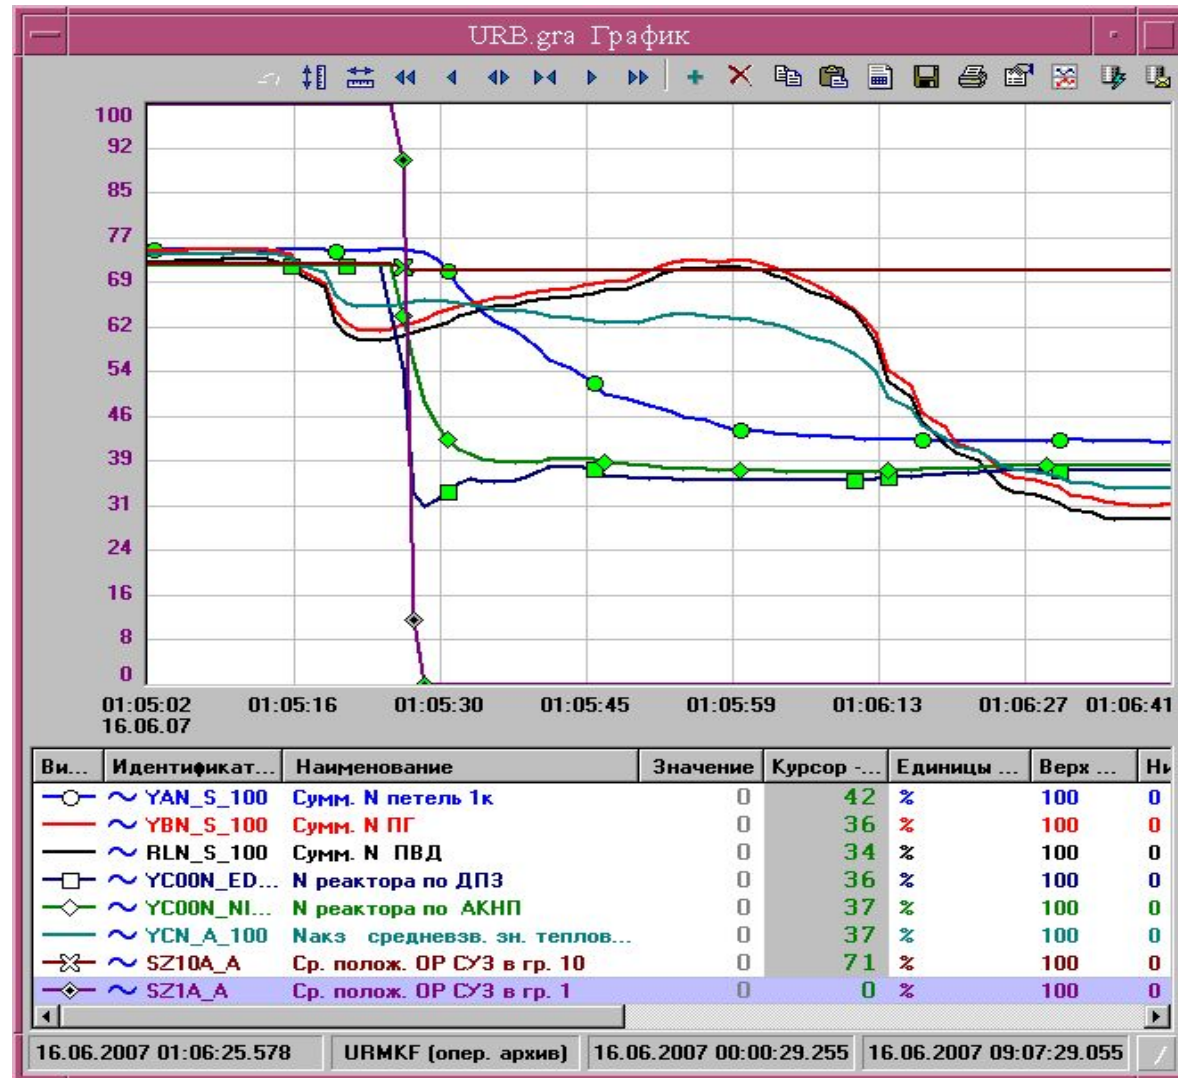 URB.gra График
100
92
85
77
69
62
54
46
39
31
24
16
8
0
01:05:02 01:05:16 01:05:30 01:05:45 01:05:59 01:06:13 01:06:27 01:06:41
16.06.07
Ви... Идентификат... Наименование Значение Курсор -... Единицы ... Верх ... Ни
YAN_S_100 Сумм. N петель 1к 0 42 % 100 0
YBN_S_100 Сумм. N ПГ 0 36 % 100 0
RLN_S_100 Сумм. N ПВД 0 34 % 100 0
YC00N_ED... N реактора по ДПЗ 0 36 % 100 0
YC00N_NI... N реактора по АКНП 0 37 % 100 0
YCN_A_100 Nакз средневзв. зн. теплов... 0 37 % 100 0
SZ10A_A Ср. полож. ОР СУЗ в гр. 10 0 71 % 100 0
SZ1A_A Ср. полож. ОР СУЗ в гр. 1 0 0 % 100 0
16.06.2007 01:06:25.578 URMKF (опер. архив) 16.06.2007 00:00:29.255 16.06.2007 09:07:29.055